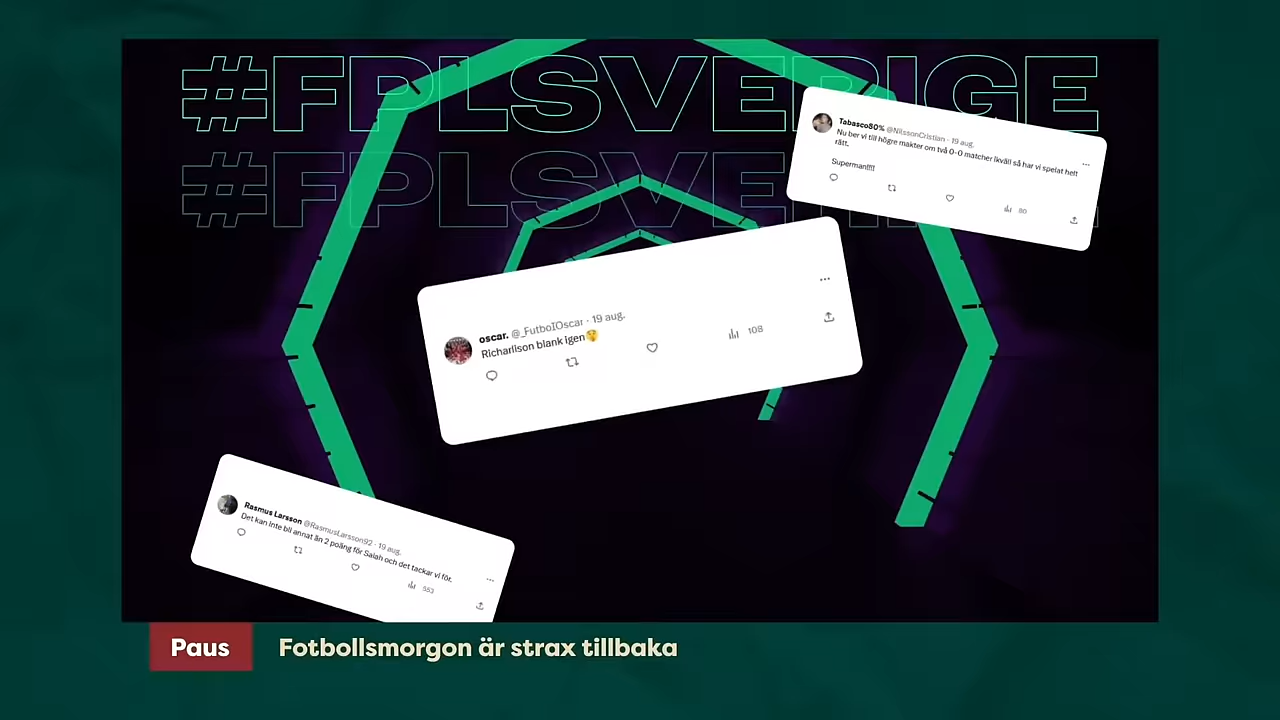 #FPLSVERIGE
#FPLSVERIGE
Tabasco80% @NilssonCristian · 19 aug.
Nu ber vi till högre makter om två 0-0 matcher ikväll så har vi spelat helt
rätt.
Superman!!!!
80
oscar. @_FutbolOscar · 19 aug.
Richarlison blank igen🤫
108
Rasmus Larsson @RasmusLarsson92 · 19 aug.
Det kan inte bli annat än 2 poäng för Salah och det tackar vi för.
553
Paus
Fotbollsmorgon är strax tillbaka